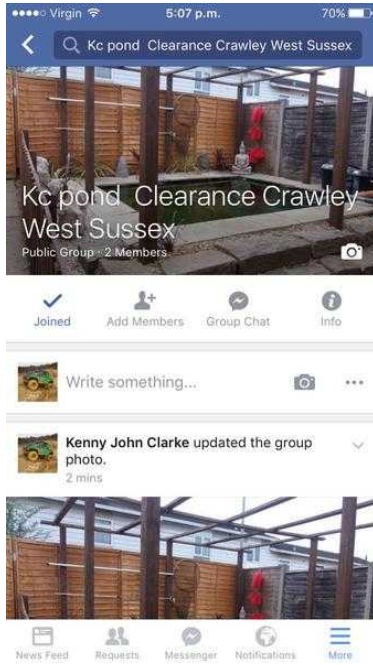 Virgin 5:07 p.m. 70%
Kc pond Clearance Crawley West Sussex
Kc pond Clearance Crawley
West Sussex
Public Group · 2 Members
Joined Add Members Group Chat Info
Write something...
Kenny John Clarke updated the group
photo.
2 mins
News Feed Requests Messenger Notifications More